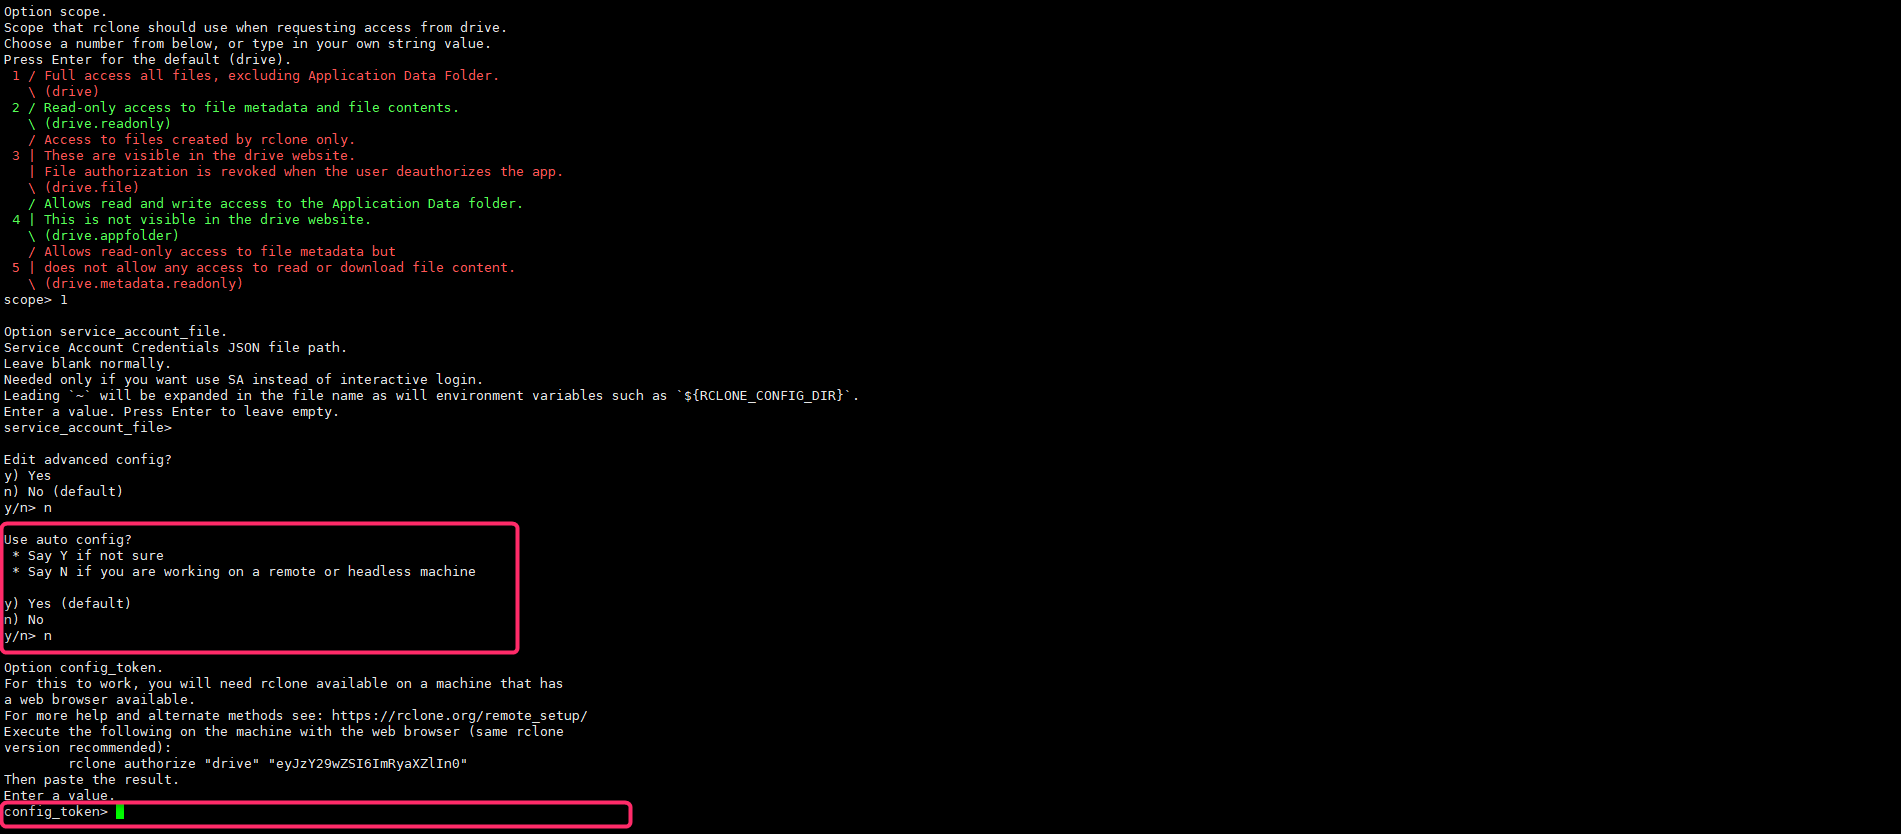 Option scope.
Scope that rclone should use when requesting access from drive.
Choose a number from below, or type in your own string value.
Press Enter for the default (drive).
 1 / Full access all files, excluding Application Data Folder.
   \ (drive)
 2 / Read-only access to file metadata and file contents.
   \ (drive.readonly)
   / Access to files created by rclone only.
 3 | These are visible in the drive website.
   | File authorization is revoked when the user deauthorizes the app.
   \ (drive.file)
   / Allows read and write access to the Application Data folder.
 4 | This is not visible in the drive website.
   \ (drive.appfolder)
   / Allows read-only access to file metadata but
 5 | does not allow any access to read or download file content.
   \ (drive.metadata.readonly)
scope> 1
Option service_account_file.
Service Account Credentials JSON file path.
Leave blank normally.
Needed only if you want use SA instead of interactive login.
Leading `~` will be expanded in the file name as will environment variables such as `${RCLONE_CONFIG_DIR}`.
Enter a value. Press Enter to leave empty.
service_account_file>
Edit advanced config?
y) Yes
n) No (default)
y/n> n
Use auto config?
 * Say Y if not sure
 * Say N if you are working on a remote or headless machine
y) Yes (default)
n) No
y/n> n
Option config_token.
For this to work, you will need rclone available on a machine that has
a web browser available.
For more help and alternate methods see: https://rclone.org/remote_setup/
Execute the following on the machine with the web browser (same rclone
version recommended):
        rclone authorize "drive" "eyJzY29wZSI6ImRyaXZlIn0"
Then paste the result.
Enter a value.
config_token>